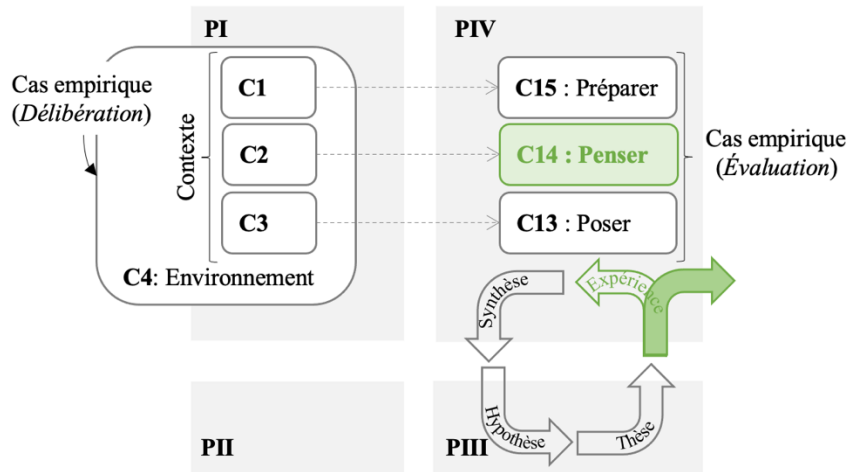 PI
PIV
Cas empirique
(Délibération)
Contexte
C1
C2
C3
C4: Environnement
C15 : Préparer
C14 : Penser
C13 : Poser
Cas empirique
(Évaluation)
Synthèse
Expérience
Hypothèse
Thèse
PII
PIII